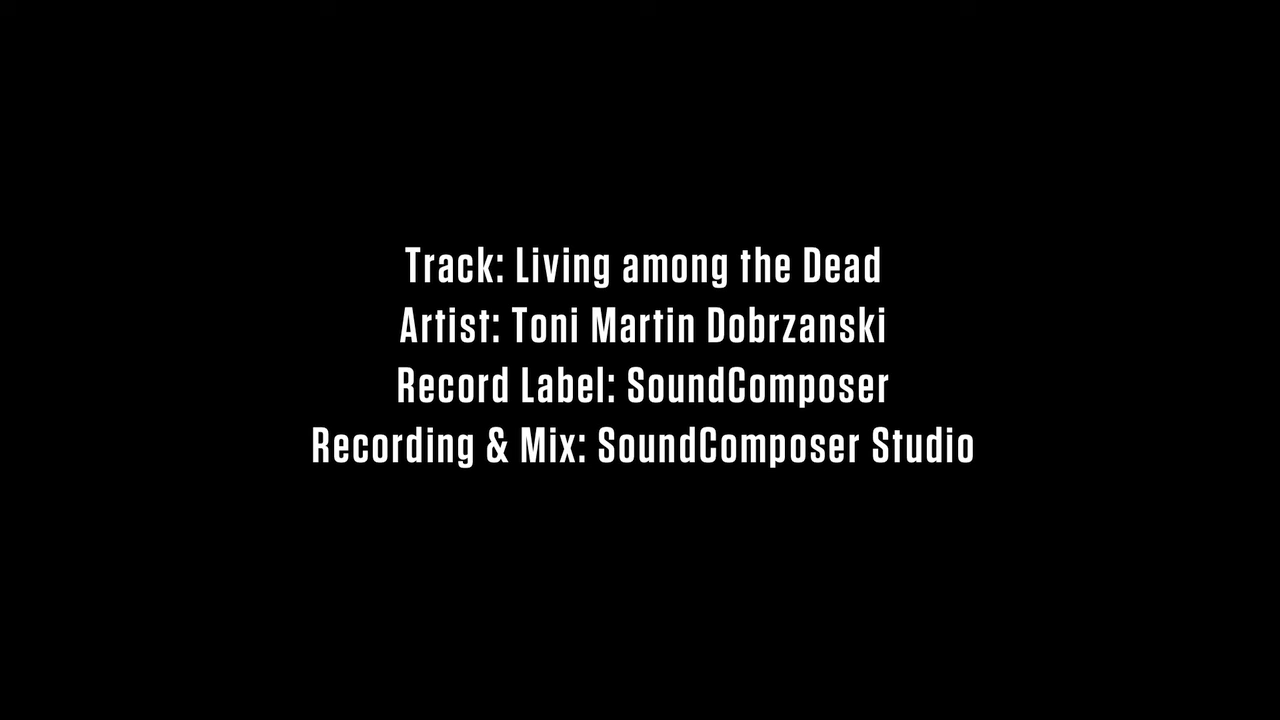 Track: Living among the Dead
Artist: Toni Martin Dobrzanski
Record Label: SoundComposer
Recording & Mix: SoundComposer Studio